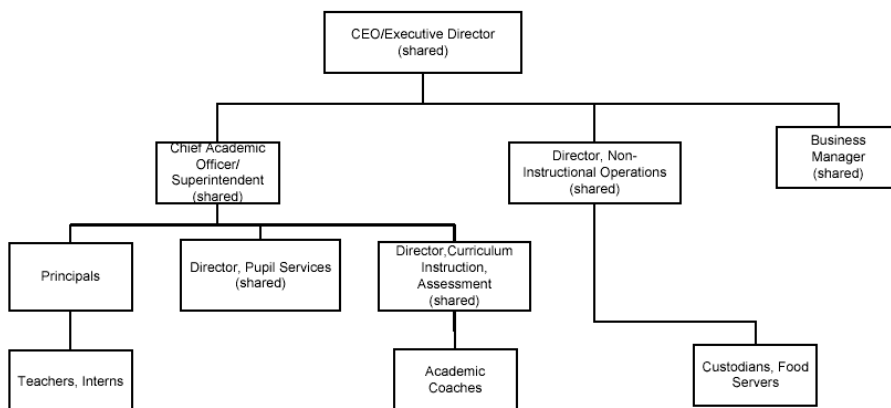 CEO/Executive Director
(shared)
Chief Academic
Officer/
Superintendent
(shared)
Director, Non-
Instructional Operations
(shared)
Business
Manager
(shared)
Principals
Director, Pupil Services
(shared)
Director,Curriculum
Instruction,
Assessment
(shared)
Teachers, Interns
Academic
Coaches
Custodians, Food
Servers